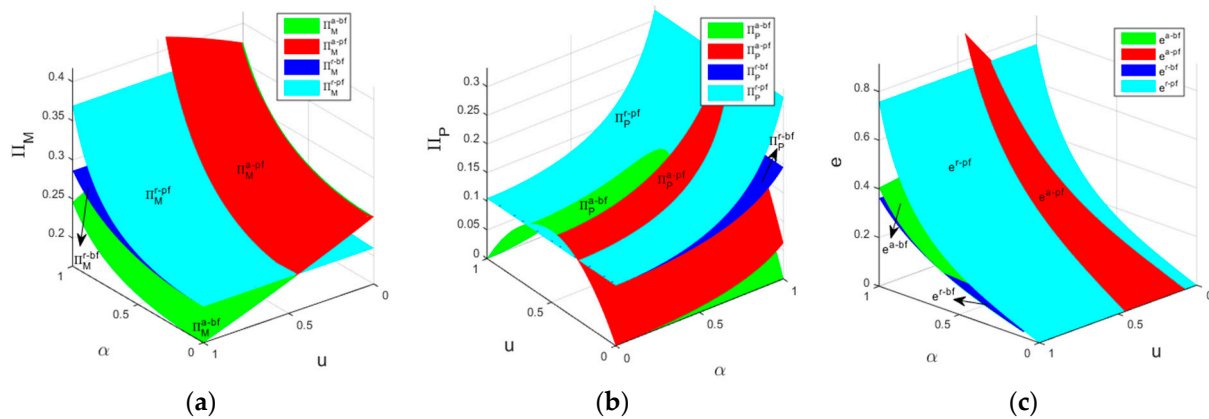 Π_M^{a-bf}
Π_M^{a-pf}
Π_M^{r-bf}
Π_M^{r-pf}
0.4
0.35
0.3
0.25
0.2
Π_M
Π_M^{a-pf}
Π_M^{r-pf}
Π_M^{r-bf}
Π_M^{a-bf}
1
0.5
0
α
1
0.5
0
u
(a)
Π_P^{a-bf}
Π_P^{a-pf}
Π_P^{r-bf}
Π_P^{r-pf}
0.3
0.25
0.2
0.15
0.1
0.05
0
Π_P
Π_P^{r-pf}
Π_P^{r-bf}
Π_P^{a-pf}
Π_P^{a-bf}
1
0.5
0
u
0
0.5
1
α
(b)
e^{a-bf}
e^{a-pf}
e^{r-bf}
e^{r-pf}
0.8
0.6
0.4
0.2
0
e
e^{r-pf}
e^{a-pf}
e^{a-bf}
e^{r-bf}
1
0.5
0
α
1
0.5
0
u
(c)